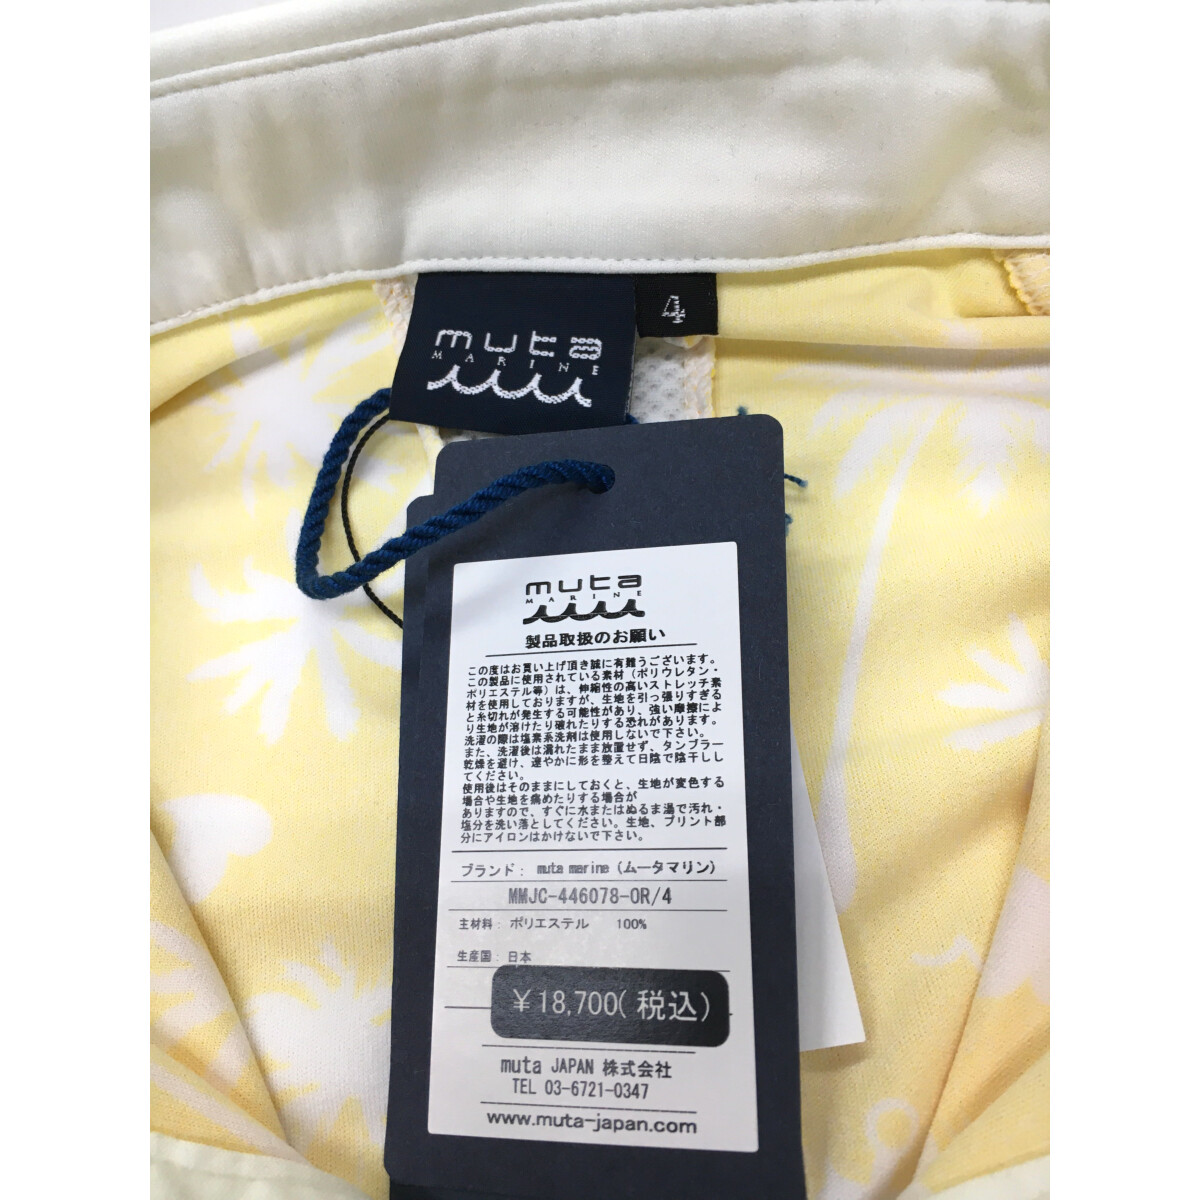 muta
MARINE
4
muta
MARINE
製品取扱のお願い
この度はお買い上げ頂き誠に有難うございます。
この製品に使用されている素材（ポリウレタン・
ポリエステル等）は、伸縮性の高いストレッチ素
材を使用しておりますが、生地を引っ張りすぎる
と糸切れが発生する可能性があり、強い摩擦によ
り生地が溶けたり破れたりする恐れがあります。
洗濯の際は塩素系洗剤は使用しないで下さい。
また、洗濯後は濡れたまま放置せず、タンブラー
乾燥を避け、速やかに形を整えて日陰で陰干しし
てください。
使用後はそのままにしておくと、生地が変色する
場合や生地を痛めたりする場合が
ありますので、すぐに水またはぬるま湯で汚れ・
塩分を洗い落としてください。生地、プリント部
分にアイロンはかけないで下さい。
ブランド： muta marine（ムータマリン）
MMJC-446078-OR/4
主材料：ポリエステル 100%
生産国：日本
￥18,700(税込)
muta JAPAN 株式会社
TEL 03-6721-0347
www.muta-japan.com